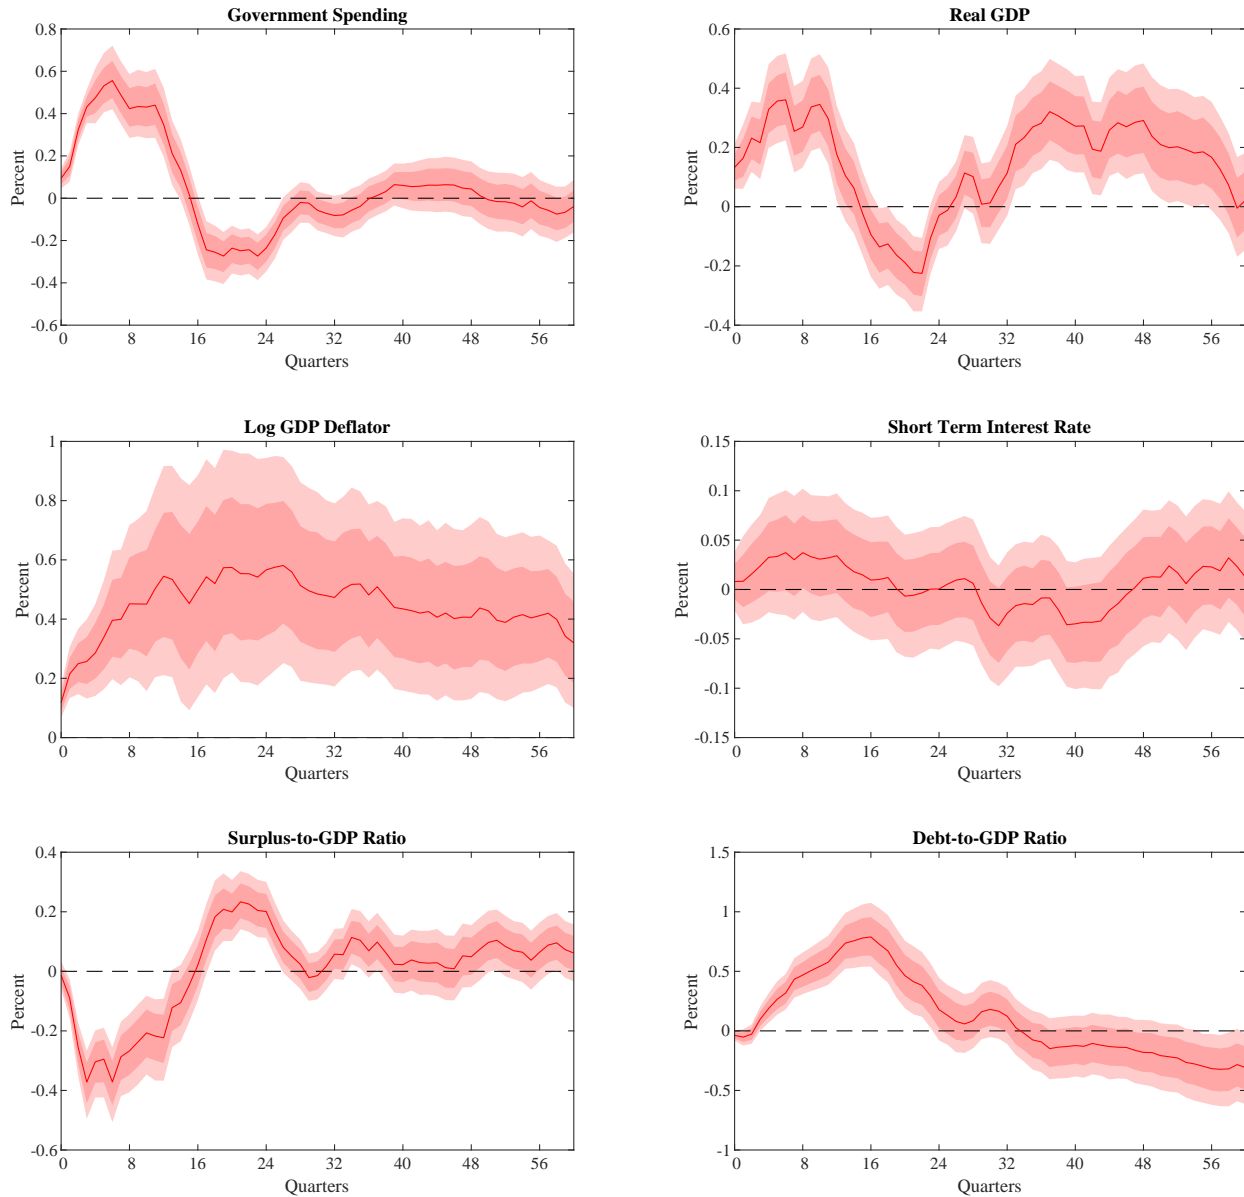 Government Spending
0.8
0.6
0.4
0.2
0
-0.2
-0.4
-0.6
Percent
0 8 16 24 32 40 48 56
Quarters
Real GDP
0.6
0.4
0.2
0
-0.2
-0.4
Percent
0 8 16 24 32 40 48 56
Quarters
Log GDP Deflator
1
0.8
0.6
0.4
0.2
0
Percent
0 8 16 24 32 40 48 56
Quarters
Short Term Interest Rate
0.15
0.1
0.05
0
-0.05
-0.1
-0.15
Percent
0 8 16 24 32 40 48 56
Quarters
Surplus-to-GDP Ratio
0.4
0.2
0
-0.2
-0.4
-0.6
Percent
0 8 16 24 32 40 48 56
Quarters
Debt-to-GDP Ratio
1.5
1
0.5
0
-0.5
-1
Percent
0 8 16 24 32 40 48 56
Quarters